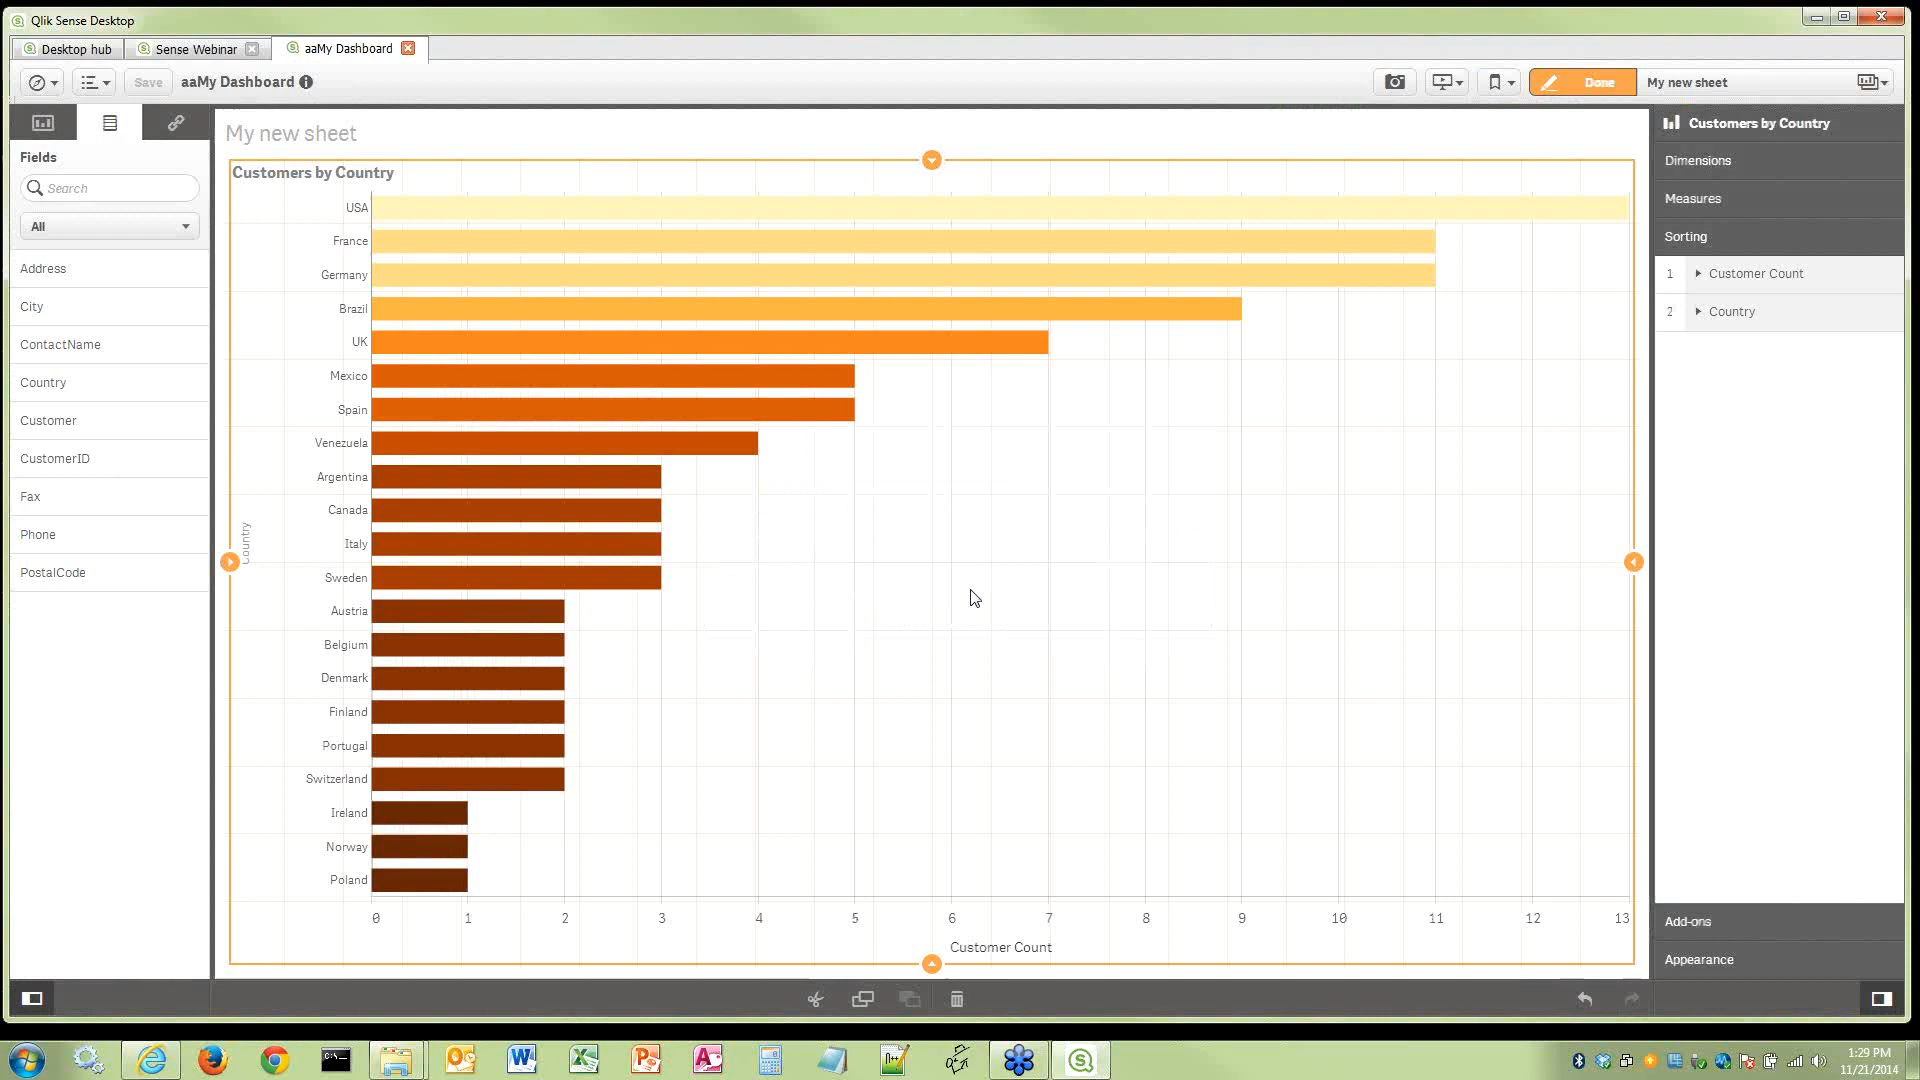 Qlik Sense Desktop
Desktop hub
Sense Webinar
aaMy Dashboard
Save
aaMy Dashboard
Done
My new sheet
Fields
Search
All
Address
City
ContactName
Country
Customer
CustomerID
Fax
Phone
PostalCode
My new sheet
Customers by Country
Country
USA
France
Germany
Brazil
UK
Mexico
Spain
Venezuela
Argentina
Canada
Italy
Sweden
Austria
Belgium
Denmark
Finland
Portugal
Switzerland
Ireland
Norway
Poland
0 1 2 3 4 5 6 7 8 9 10 11 12 13
Customer Count
Customers by Country
Dimensions
Measures
Sorting
1 Customer Count
2 Country
Add-ons
Appearance
1:29 PM
11/21/2014